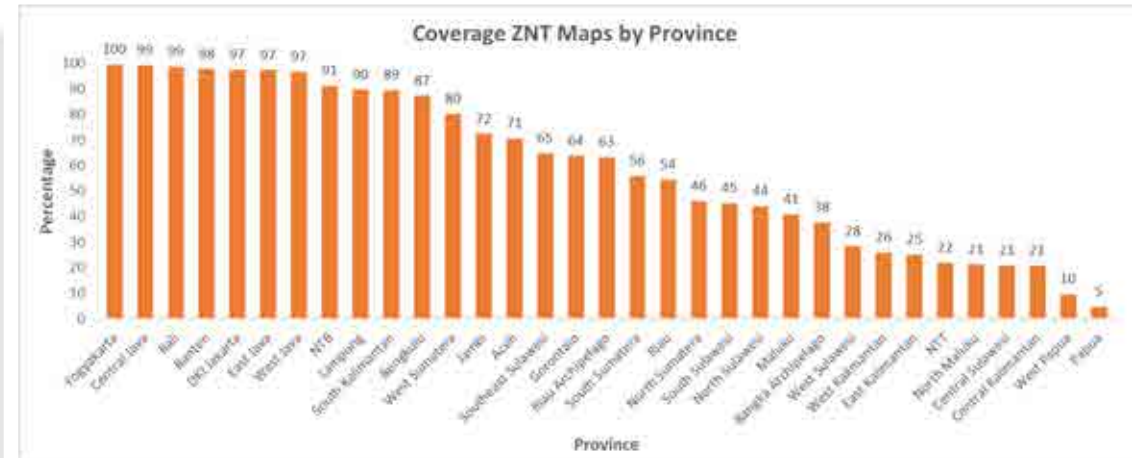 Coverage ZNT Maps by Province
100 99 99 98 97 97 97 91 90 89 87 80 72 71 65 64 63 56 54 46 45 44 41 38 28 26 25 22 21 21 21 10 5
Percentage
100
90
80
70
60
50
40
30
20
10
0
Yogyakarta
Central Java
Bali
Banten
DKI Jakarta
East Java
West Java
NTB
Lampung
South Kalimantan
Bengkulu
West Sumatera
Jambi
Aceh
Southeast Sulawesi
Gorontalo
Riau Archipelago
South Sumatera
Riau
North Sumatera
South Sulawesi
North Sulawesi
Maluku
Bangka Archipelago
West Sulawesi
West Kalimantan
East Kalimantan
NTT
North Maluku
Central Sulawesi
Central Kalimantan
West Papua
Papua
Province